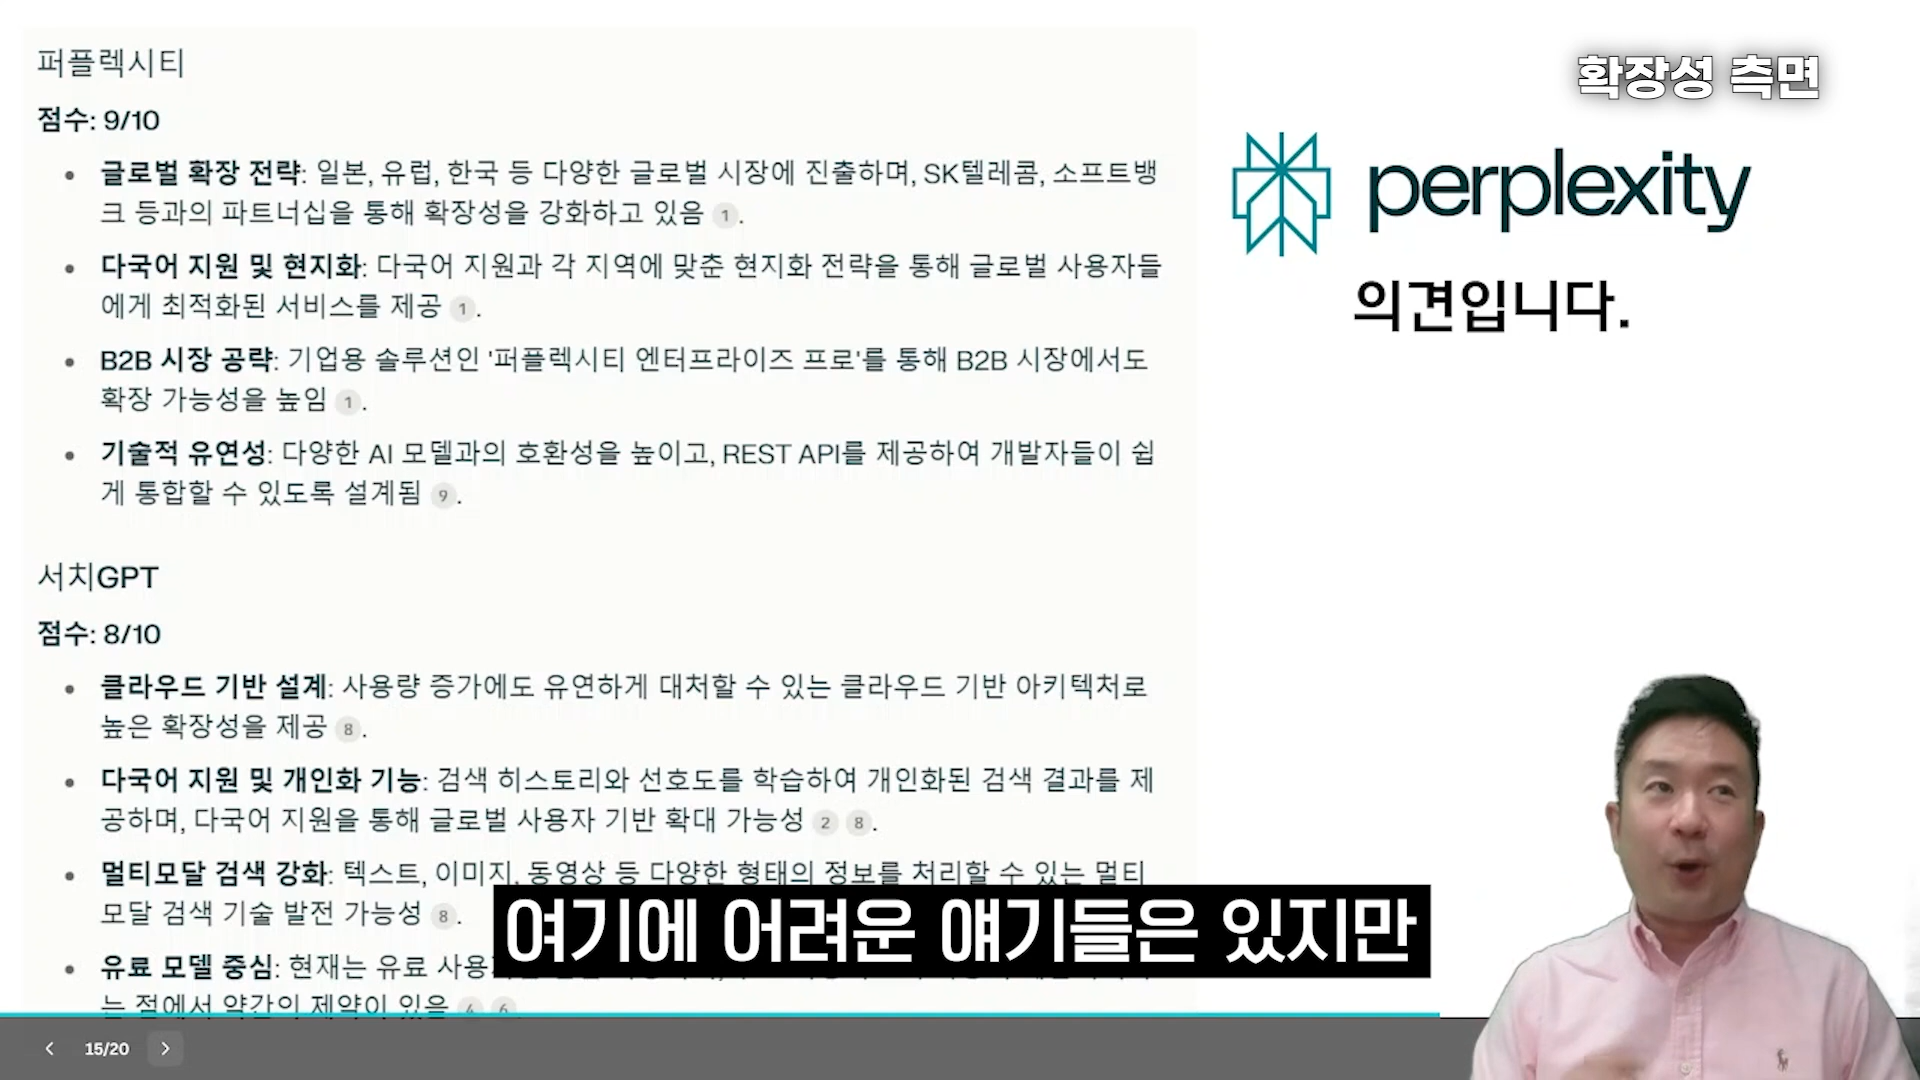 퍼플렉시티
점수: 9/10
• 글로벌 확장 전략: 일본, 유럽, 한국 등 다양한 글로벌 시장에 진출하며, SK텔레콤, 소프트뱅
크 등과의 파트너십을 통해 확장성을 강화하고 있음 1.
• 다국어 지원 및 현지화: 다국어 지원과 각 지역에 맞춘 현지화 전략을 통해 글로벌 사용자들
에게 최적화된 서비스를 제공 1.
• B2B 시장 공략: 기업용 솔루션인 '퍼플렉시티 엔터프라이즈 프로'를 통해 B2B 시장에서도
확장 가능성을 높임 1.
• 기술적 유연성: 다양한 AI 모델과의 호환성을 높이고, REST API를 제공하여 개발자들이 쉽
게 통합할 수 있도록 설계됨 9.
서치GPT
점수: 8/10
• 클라우드 기반 설계: 사용량 증가에도 유연하게 대처할 수 있는 클라우드 기반 아키텍처로
높은 확장성을 제공 8.
• 다국어 지원 및 개인화 기능: 검색 히스토리와 선호도를 학습하여 개인화된 검색 결과를 제
공하며, 다국어 지원을 통해 글로벌 사용자 기반 확대 가능성 2 8.
• 멀티모달 검색 강화: 텍스트, 이미지, 동영상 등 다양한 형태의 정보를 처리할 수 있는 멀티
모달 검색 기술 발전 가능성 8.
• 유료 모델 중심: 현재는 유료
는 점에서 약간의 제약이 있음 4 6
확장성 측면
perplexity
의견입니다.
여기에 어려운 얘기들은 있지만
15/20